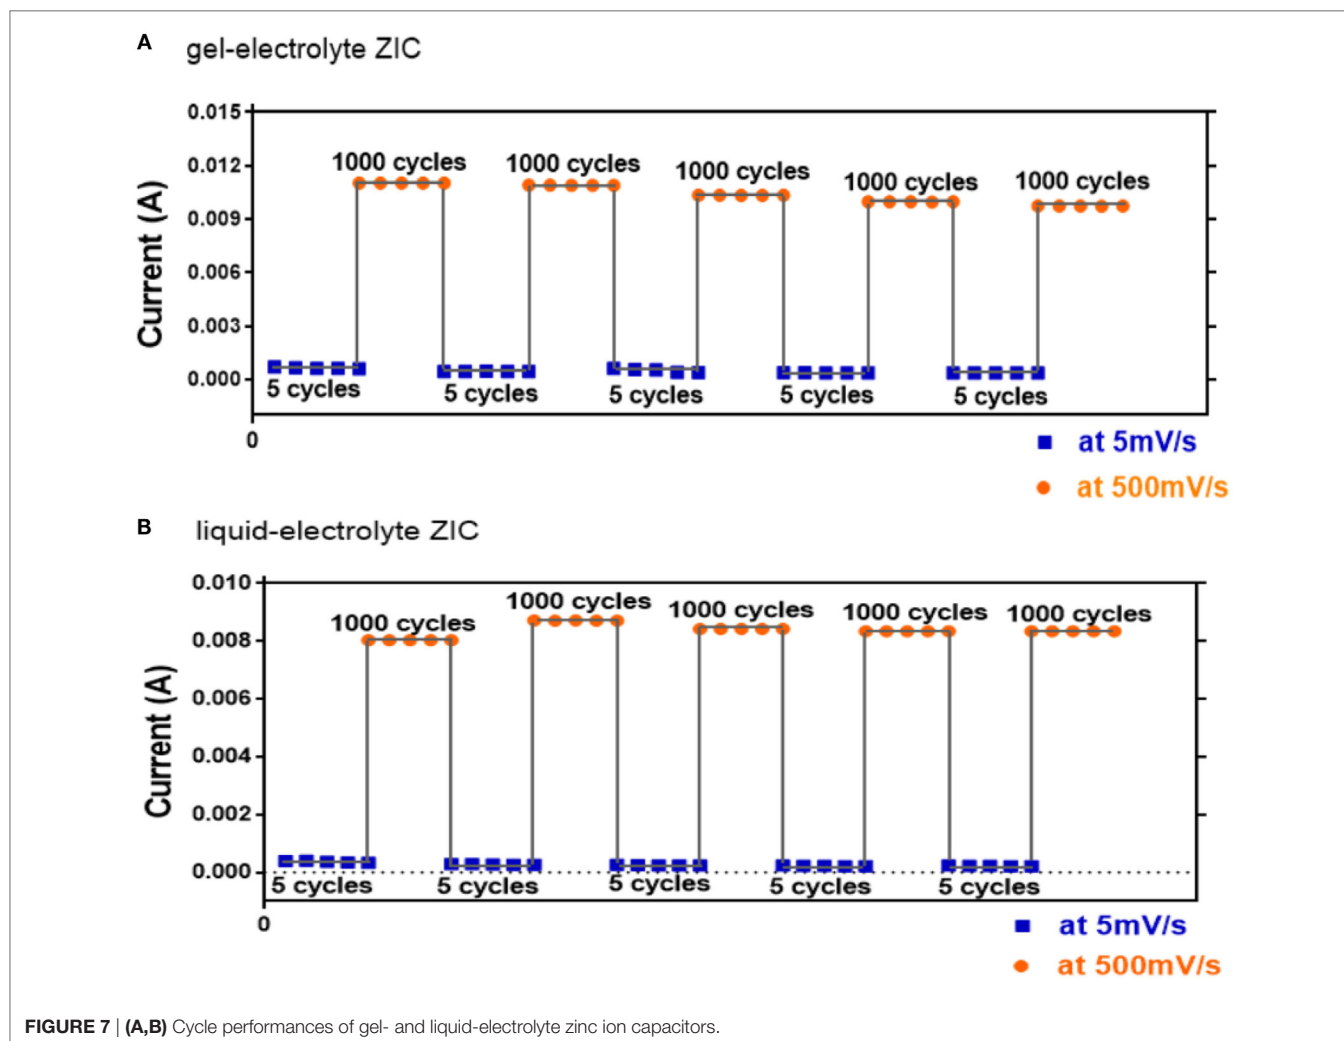 A gel-electrolyte ZIC
0.015
1000 cycles 1000 cycles 1000 cycles 1000 cycles 1000 cycles
0.012
0.009
0.006
0.003
0.000
Current (A)
5 cycles 5 cycles 5 cycles 5 cycles 5 cycles
0
at 5mV/s
at 500mV/s
B liquid-electrolyte ZIC
0.010
1000 cycles 1000 cycles 1000 cycles 1000 cycles 1000 cycles
0.008
0.006
0.004
0.002
0.000
Current (A)
5 cycles 5 cycles 5 cycles 5 cycles 5 cycles
0
at 5mV/s
at 500mV/s
FIGURE 7 | (A,B) Cycle performances of gel- and liquid-electrolyte zinc ion capacitors.